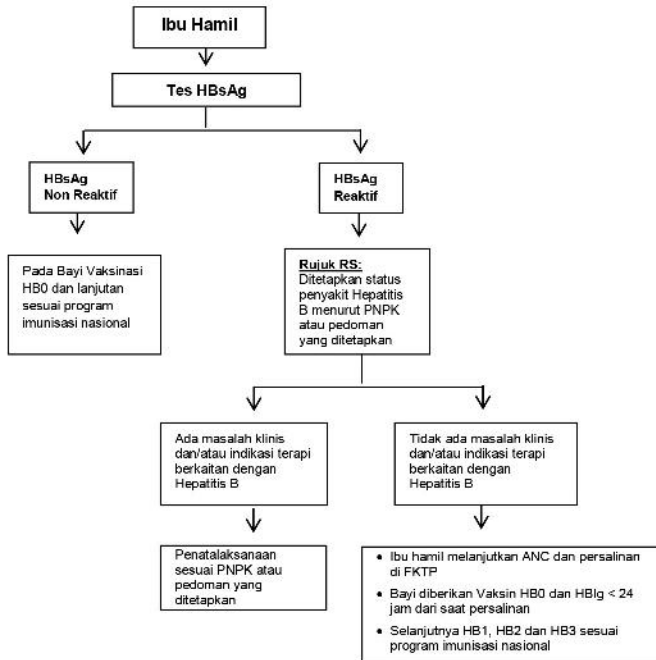 Ibu Hamil
Tes HBsAg
HBsAg
Non Reaktif
HBsAg
Reaktif
Pada Bayi Vaksinasi
HB0 dan lanjutan
sesuai program
imunisasi nasional
Rujuk RS:
Ditetapkan status
penyakit Hepatitis
B menurut PNPK
atau pedoman
yang ditetapkan
Ada masalah klinis
dan/atau indikasi terapi
berkaitan dengan
Hepatitis B
Tidak ada masalah klinis
dan/atau indikasi terapi
berkaitan dengan
Hepatitis B
Penatalaksanaan
sesuai PNPK atau
pedoman yang
ditetapkan
• Ibu hamil melanjutkan ANC dan persalinan
di FKTP
• Bayi diberikan Vaksin HB0 dan HBIg < 24
jam dari saat persalinan
• Selanjutnya HB1, HB2 dan HB3 sesuai
program imunisasi nasional